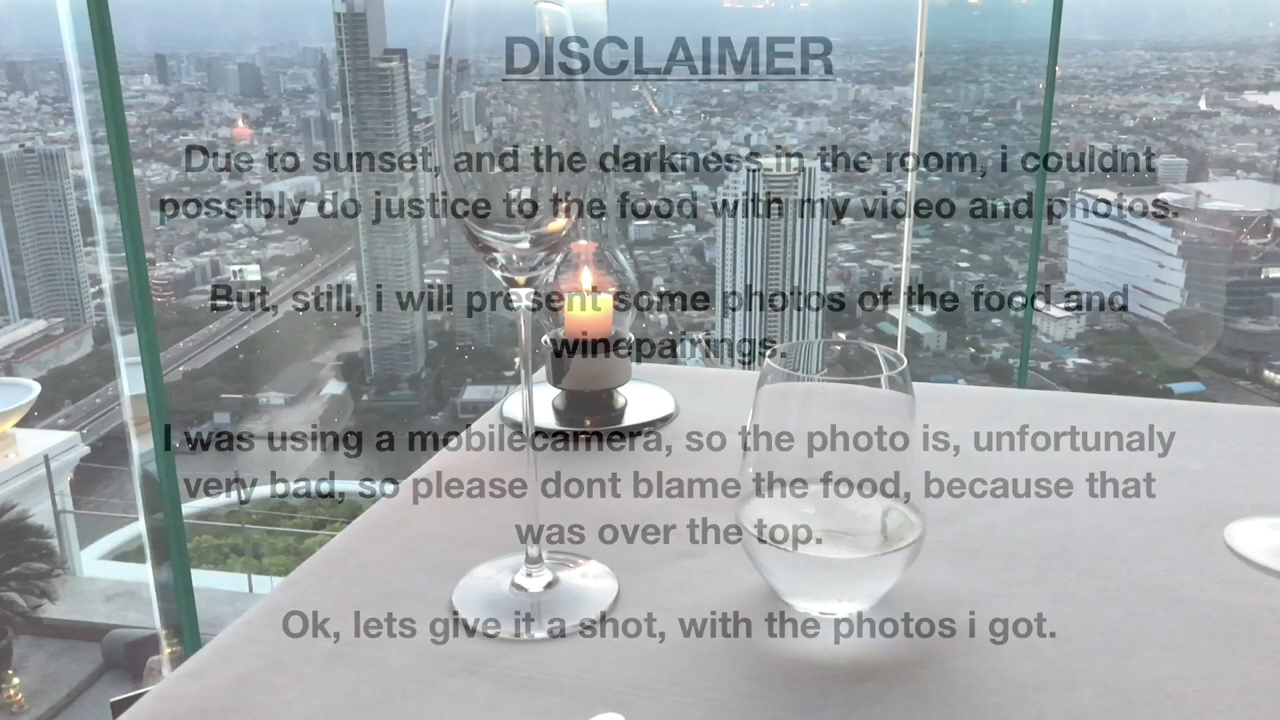 DISCLAIMER
Due to sunset, and the darkness in the room, i couldnt
possibly do justice to the food with my video and photos.
But, still, i will present some photos of the food and
winepairings.
I was using a mobilecamera, so the photo is, unfortunaly
very bad, so please dont blame the food, because that
was over the top.
Ok, lets give it a shot, with the photos i got.